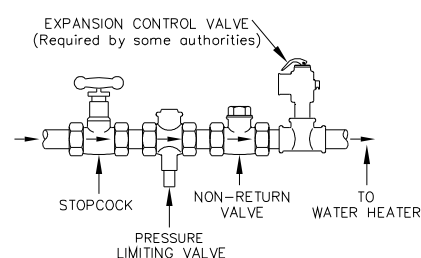 EXPANSION CONTROL VALVE
(Required by some authorities)
STOPCOCK
PRESSURE
LIMITING VALVE
NON-RETURN
VALVE
TO
WATER HEATER